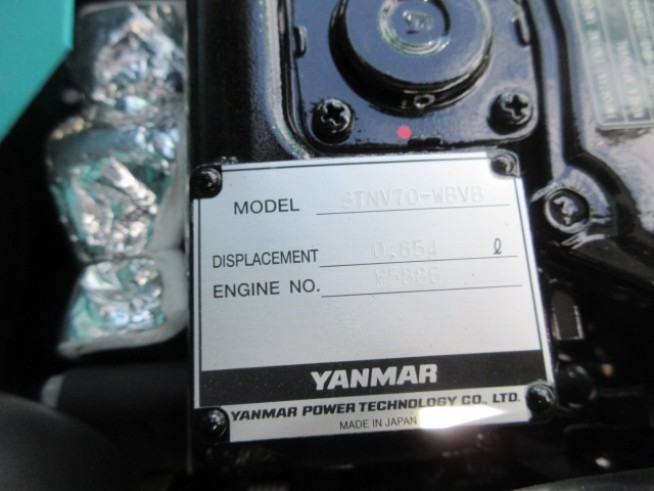 MODEL 3TNV70-WBVB
DISPLACEMENT 0.854 ℓ
ENGINE NO.
YANMAR
YANMAR POWER TECHNOLOGY CO., LTD.
MADE IN JAPAN